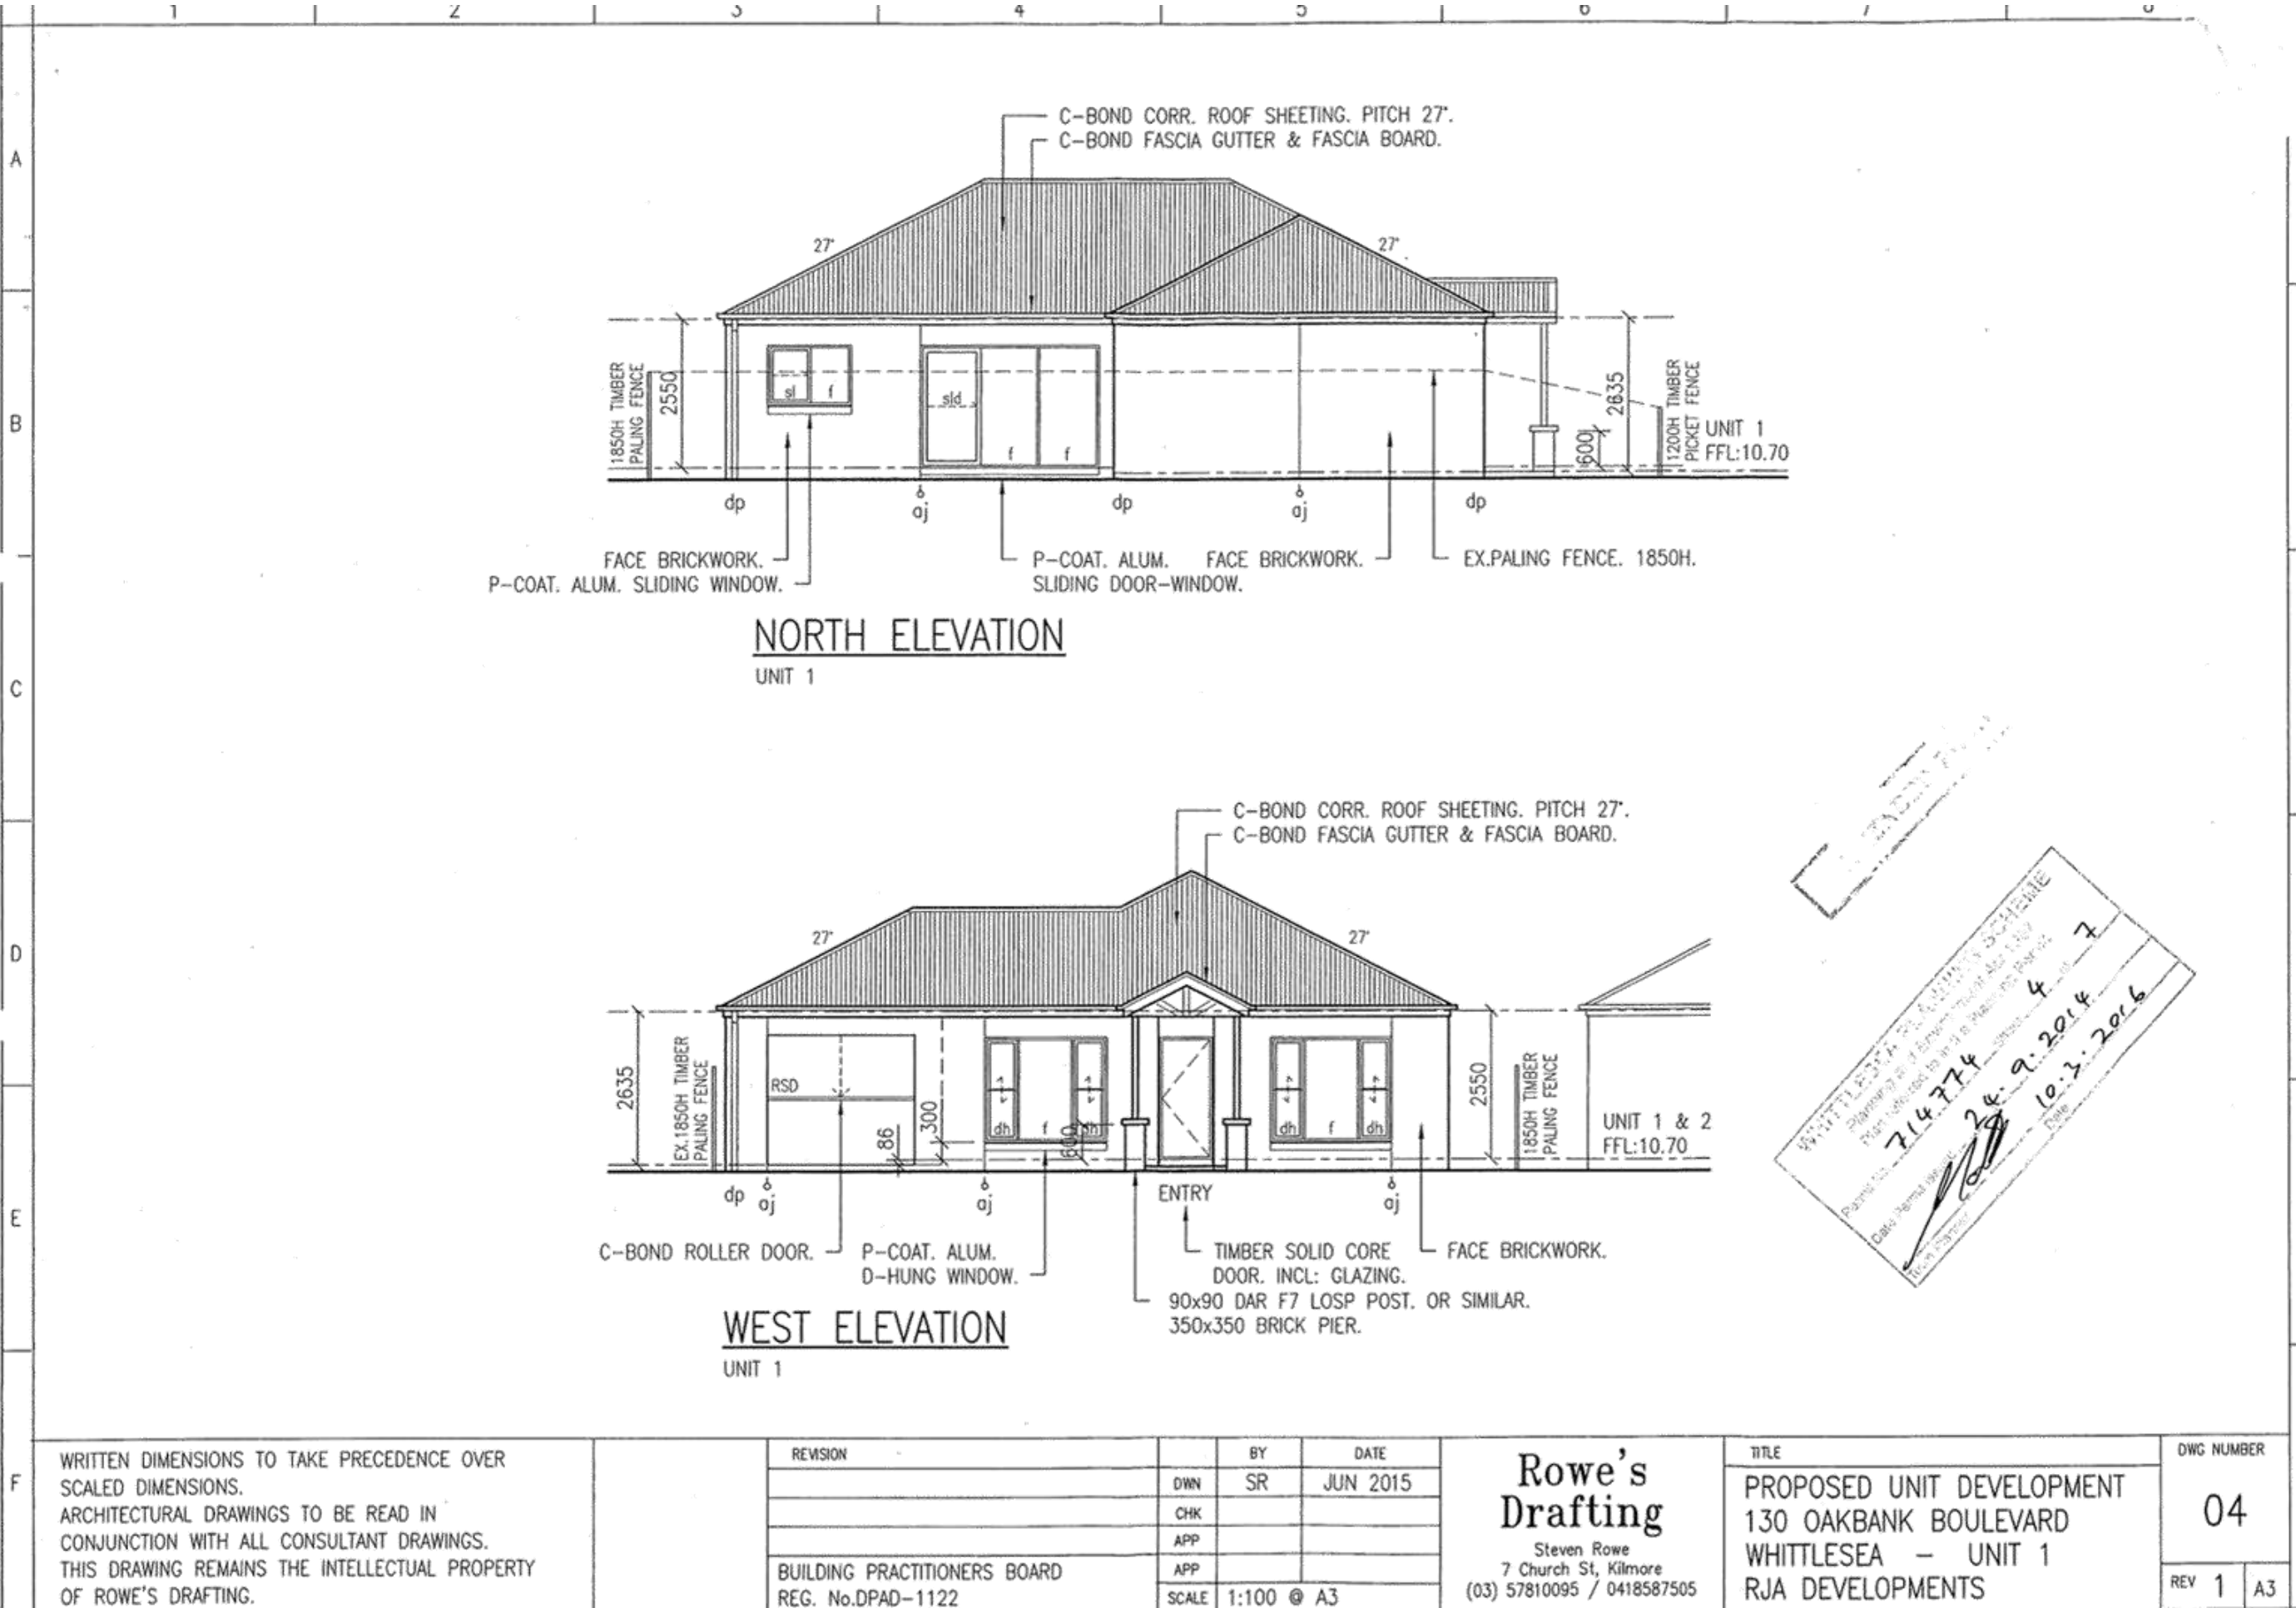 1 2 3 4 5 6 7 8
A
B
C
D
E
F
C-BOND CORR. ROOF SHEETING. PITCH 27°.
C-BOND FASCIA GUTTER & FASCIA BOARD.
27°
27°
1850H TIMBER
PALING FENCE
2550
sl f
sld
f f
2635
600
1200H TIMBER
PICKET FENCE
UNIT 1
FFL:10.70
dp aj dp aj dp
FACE BRICKWORK.
P-COAT. ALUM. SLIDING WINDOW.
P-COAT. ALUM.
SLIDING DOOR-WINDOW.
FACE BRICKWORK.
EX.PALING FENCE. 1850H.
NORTH ELEVATION
UNIT 1
C-BOND CORR. ROOF SHEETING. PITCH 27°.
C-BOND FASCIA GUTTER & FASCIA BOARD.
27°
27°
2635
EX.1850H TIMBER
PALING FENCE
RSD
86
300
dh f dh
600
dh f dh
2550
1850H TIMBER
PALING FENCE
UNIT 1 & 2
FFL:10.70
dp aj aj ENTRY aj
C-BOND ROLLER DOOR.
P-COAT. ALUM.
D-HUNG WINDOW.
TIMBER SOLID CORE
DOOR. INCL: GLAZING.
FACE BRICKWORK.
90x90 DAR F7 LOSP POST. OR SIMILAR.
350x350 BRICK PIER.
WEST ELEVATION
UNIT 1
WHITTLESEA PLANNING SCHEME
714774 4 of 7
24.9.2014
10.3.2016
Date
WRITTEN DIMENSIONS TO TAKE PRECEDENCE OVER
SCALED DIMENSIONS.
ARCHITECTURAL DRAWINGS TO BE READ IN
CONJUNCTION WITH ALL CONSULTANT DRAWINGS.
THIS DRAWING REMAINS THE INTELLECTUAL PROPERTY
OF ROWE'S DRAFTING.
REVISION
BUILDING PRACTITIONERS BOARD
REG. No.DPAD-1122
BY DATE
DWN SR JUN 2015
CHK
APP
APP
SCALE 1:100 @ A3
Rowe's
Drafting
Steven Rowe
7 Church St, Kilmore
(03) 57810095 / 0418587505
TITLE
PROPOSED UNIT DEVELOPMENT
130 OAKBANK BOULEVARD
WHITTLESEA - UNIT 1
RJA DEVELOPMENTS
DWG NUMBER
04
REV 1 A3